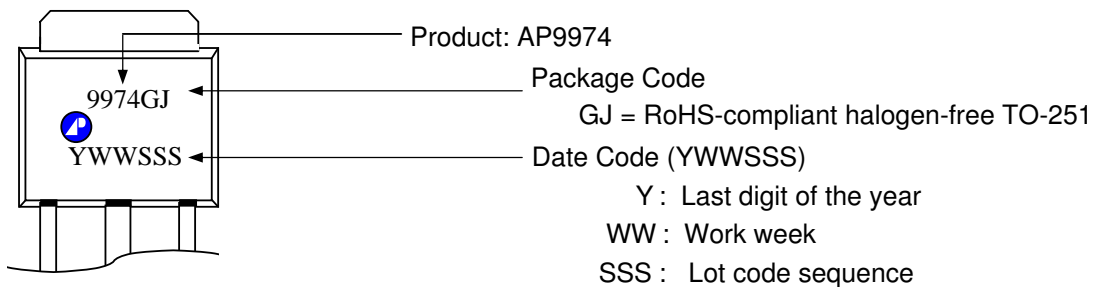 Product: AP9974
Package Code
9974GJ
GJ = RoHS-compliant halogen-free TO-251
AP
YWWSSS
Date Code (YWWSSS)
Y : Last digit of the year
WW : Work week
SSS : Lot code sequence